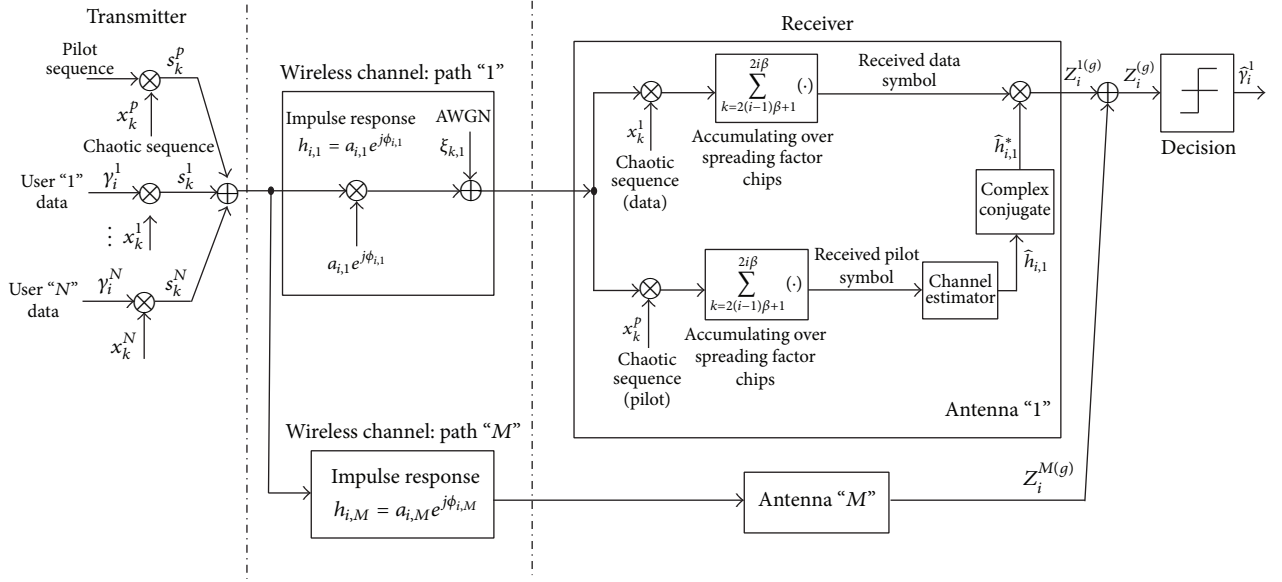 Transmitter
Pilot
sequence
s_k^p
x_k^p
Chaotic sequence
User “1”
data
γ_i^1
s_k^1
⋮ x_k^1
User “N”
data
γ_i^N
s_k^N
x_k^N
Wireless channel: path “1”
Impulse response
h_{i,1} = a_{i,1}e^{jϕ_{i,1}}
AWGN
ξ_{k,1}
a_{i,1}e^{jϕ_{i,1}}
Wireless channel: path “M”
Impulse response
h_{i,M} = a_{i,M}e^{jϕ_{i,M}}
Receiver
x_k^1
Chaotic
sequence
(data)
2iβ
∑ (·)
k=2(i−1)β+1
Accumulating over
spreading factor
chips
Received data
symbol
x_k^p
Chaotic
sequence
(pilot)
2iβ
∑ (·)
k=2(i−1)β+1
Accumulating over
spreading factor
chips
Received pilot
symbol
Channel
estimator
ĥ_{i,1}
Complex
conjugate
ĥ_{i,1}^*
Antenna “1”
Z_i^{1(g)}
Z_i^{(g)}
γ̂_i^1
Decision
Antenna “M”
Z_i^{M(g)}